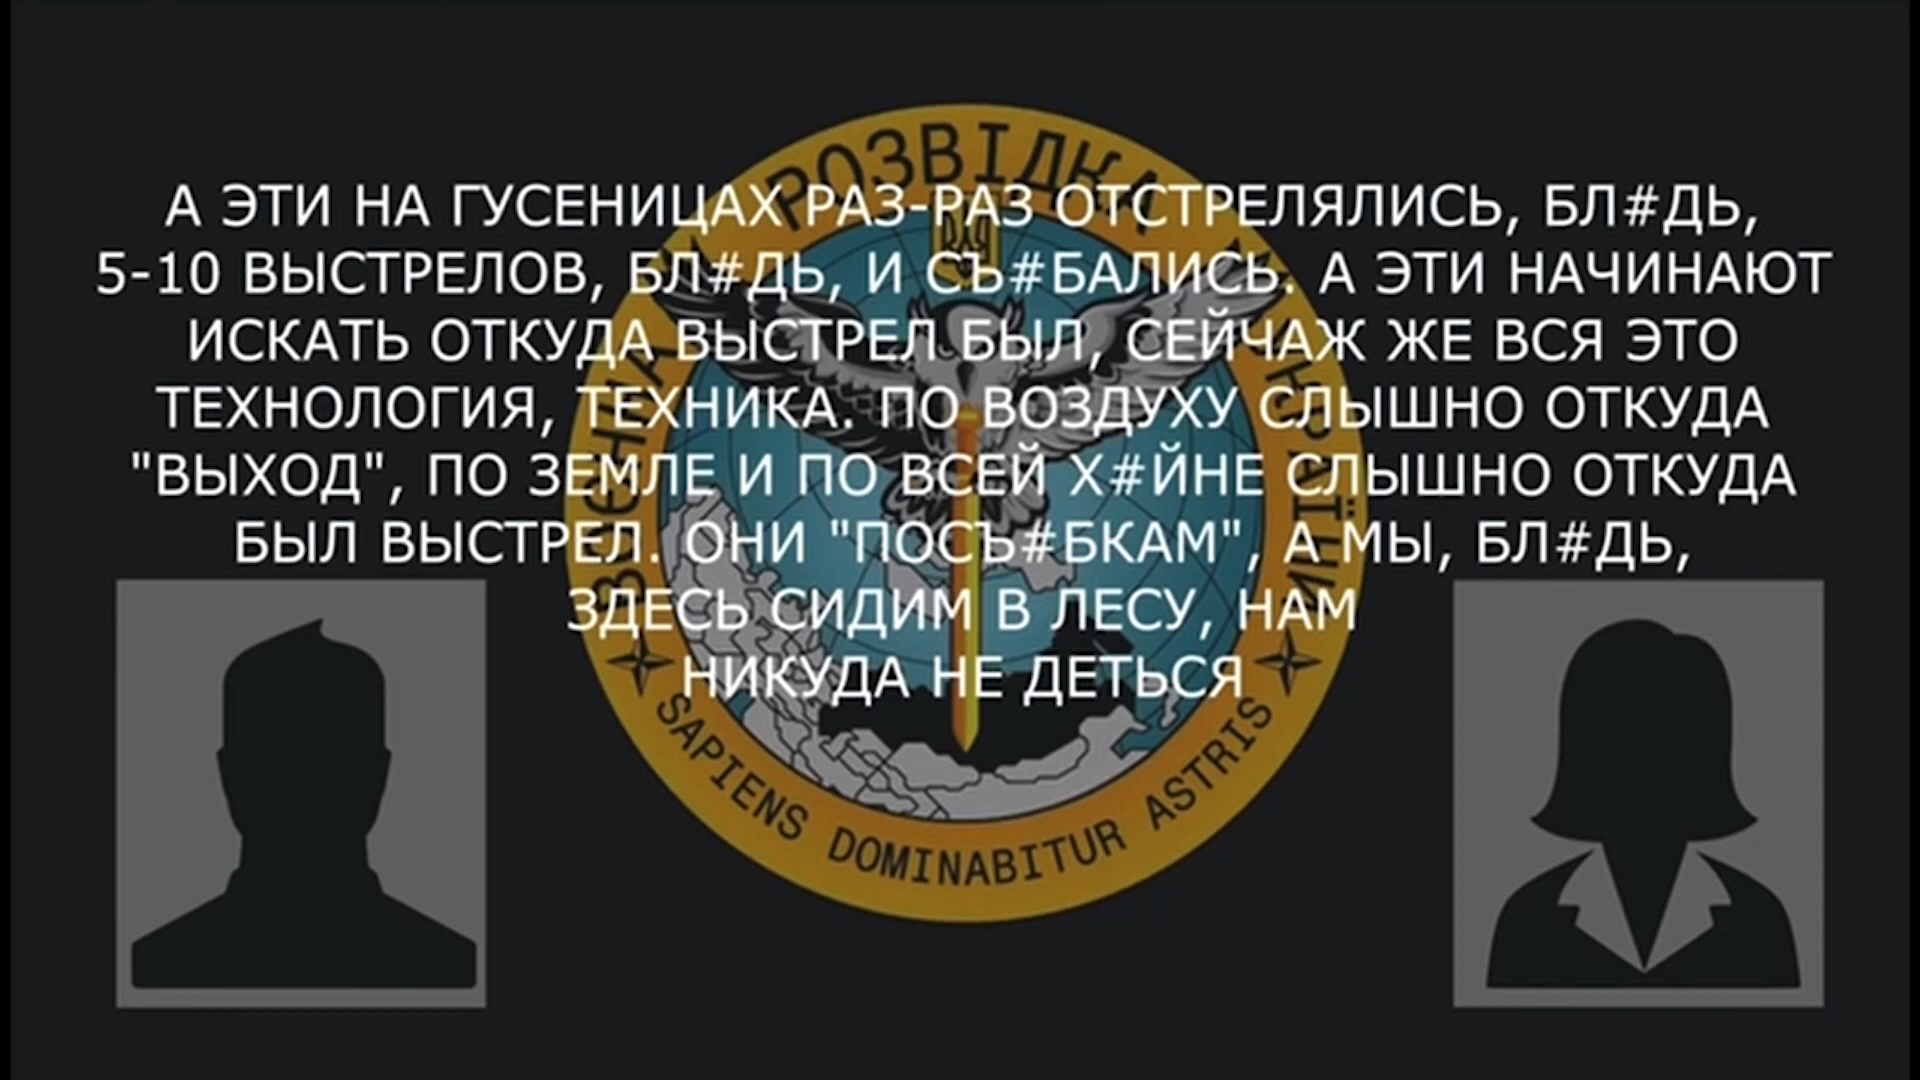 ВОЄННА РОЗВІДКА УКРАЇНИ
А ЭТИ НА ГУСЕНИЦАХ РАЗ-РАЗ ОТСТРЕЛЯЛИСЬ, БЛ#ДЬ,
5-10 ВЫСТРЕЛОВ, БЛ#ДЬ, И СЪ#БАЛИСЬ. А ЭТИ НАЧИНАЮТ
ИСКАТЬ ОТКУДА ВЫСТРЕЛ БЫЛ, СЕЙЧАЖ ЖЕ ВСЯ ЭТО
ТЕХНОЛОГИЯ, ТЕХНИКА. ПО ВОЗДУХУ СЛЫШНО ОТКУДА
"ВЫХОД", ПО ЗЕМЛЕ И ПО ВСЕЙ Х#ЙНЕ СЛЫШНО ОТКУДА
БЫЛ ВЫСТРЕЛ. ОНИ "ПОСЪ#БКАМ", А МЫ, БЛ#ДЬ,
ЗДЕСЬ СИДИМ В ЛЕСУ, НАМ
НИКУДА НЕ ДЕТЬСЯ
SAPIENS DOMINABITUR ASTRIS